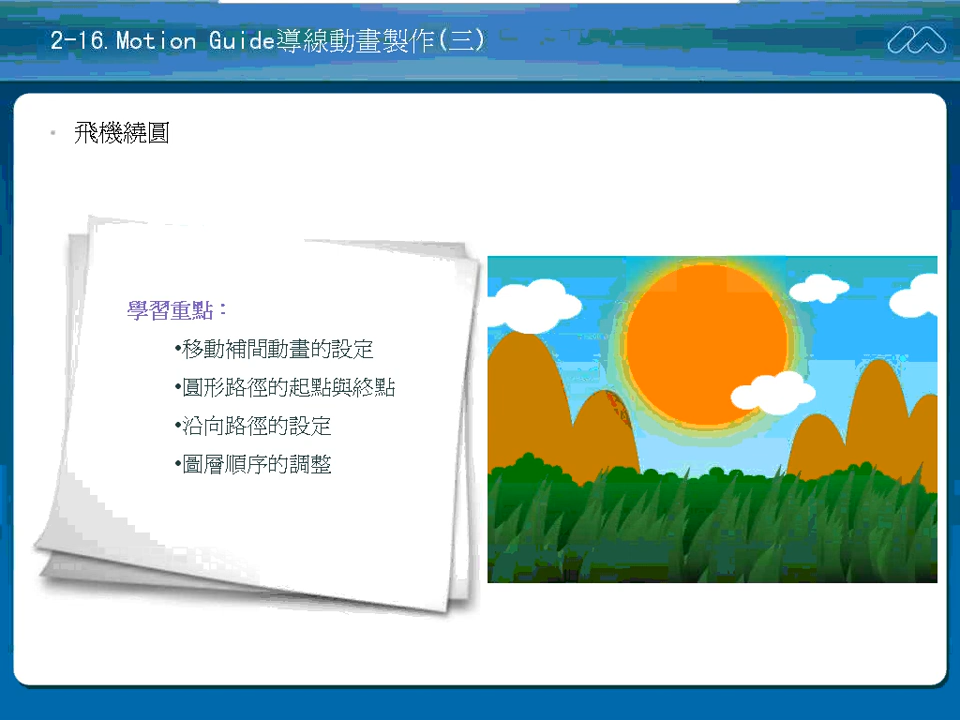 2-16.Motion Guide導線動畫製作(三)
飛機繞圓
學習重點：
•移動補間動畫的設定
•圓形路徑的起點與終點
•沿向路徑的設定
•圖層順序的調整